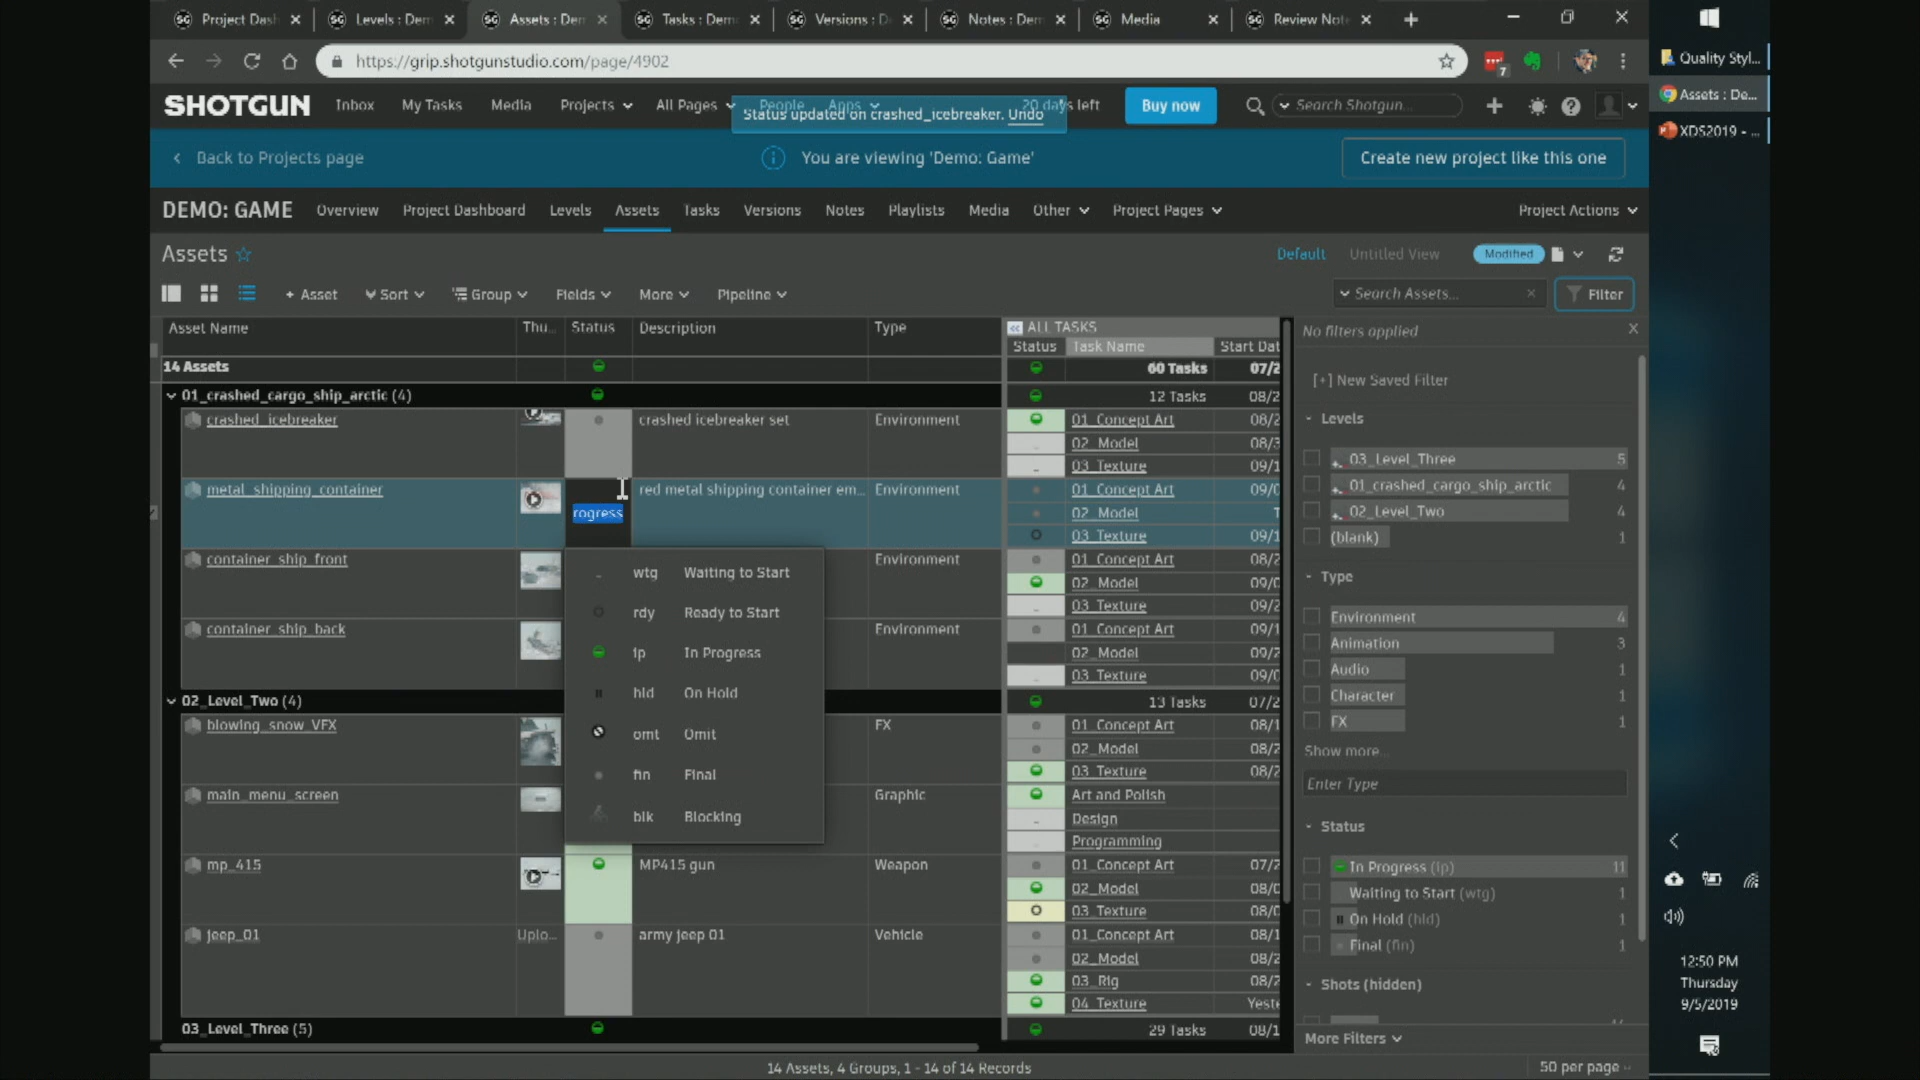 Project Dash
Levels : Dem
Assets : Dem
Tasks : Dem
Versions : D
Notes : Dem
Media
Review Not
https://grip.shotgunstudio.com/page/4902
7
SHOTGUN
Inbox
My Tasks
Media
Projects
All Pages
People
Apps
20 days left
Status updated on crashed_icebreaker. Undo
Buy now
Search Shotgun...
Back to Projects page
You are viewing 'Demo: Game'
Create new project like this one
DEMO: GAME
Overview
Project Dashboard
Levels
Assets
Tasks
Versions
Notes
Playlists
Media
Other
Project Pages
Project Actions
Assets
Default
Untitled View
Modified
+ Asset
Sort
Group
Fields
More
Pipeline
Search Assets...
Filter
Asset Name
Thu...
Status
Description
Type
ALL TASKS
Status
Task Name
Start Dat
14 Assets
60 Tasks
07/2
01_crashed_cargo_ship_arctic (4)
12 Tasks
08/2
crashed_icebreaker
crashed icebreaker set
Environment
01_Concept Art
08/2
02_Model
08/3
03_Texture
09/1
metal_shipping_container
rogress
red metal shipping container em...
Environment
01_Concept Art
09/0
02_Model
T
03_Texture
09/1
container_ship_front
Environment
01_Concept Art
08/2
02_Model
09/0
03_Texture
09/2
container_ship_back
Environment
01_Concept Art
09/1
02_Model
09/2
03_Texture
09/0
wtg Waiting to Start
rdy Ready to Start
ip In Progress
hld On Hold
omt Omit
fin Final
blk Blocking
02_Level_Two (4)
13 Tasks
07/2
blowing_snow_VFX
FX
01_Concept Art
08/1
02_Model
08/2
03_Texture
08/2
main_menu_screen
Graphic
Art and Polish
Design
Programming
mp_415
MP415 gun
Weapon
01_Concept Art
07/2
02_Model
08/0
03_Texture
08/0
jeep_01
Uplo...
army jeep 01
Vehicle
01_Concept Art
08/1
02_Model
08/2
03_Rig
08/2
04_Texture
Yeste
03_Level_Three (5)
29 Tasks
08/1
14 Assets, 4 Groups, 1 - 14 of 14 Records
50 per page
No filters applied
[+] New Saved Filter
Levels
03_Level_Three 5
01_crashed_cargo_ship_arctic 4
02_Level_Two 4
(blank) 1
Type
Environment 4
Animation 3
Audio 1
Character 1
FX 1
Show more...
Enter Type
Status
In Progress (ip) 11
Waiting to Start (wtg) 1
On Hold (hld) 1
Final (fin) 1
Shots (hidden)
More Filters
Quality Styl...
Assets : De...
XDS2019 - ...
12:50 PM
Thursday
9/5/2019